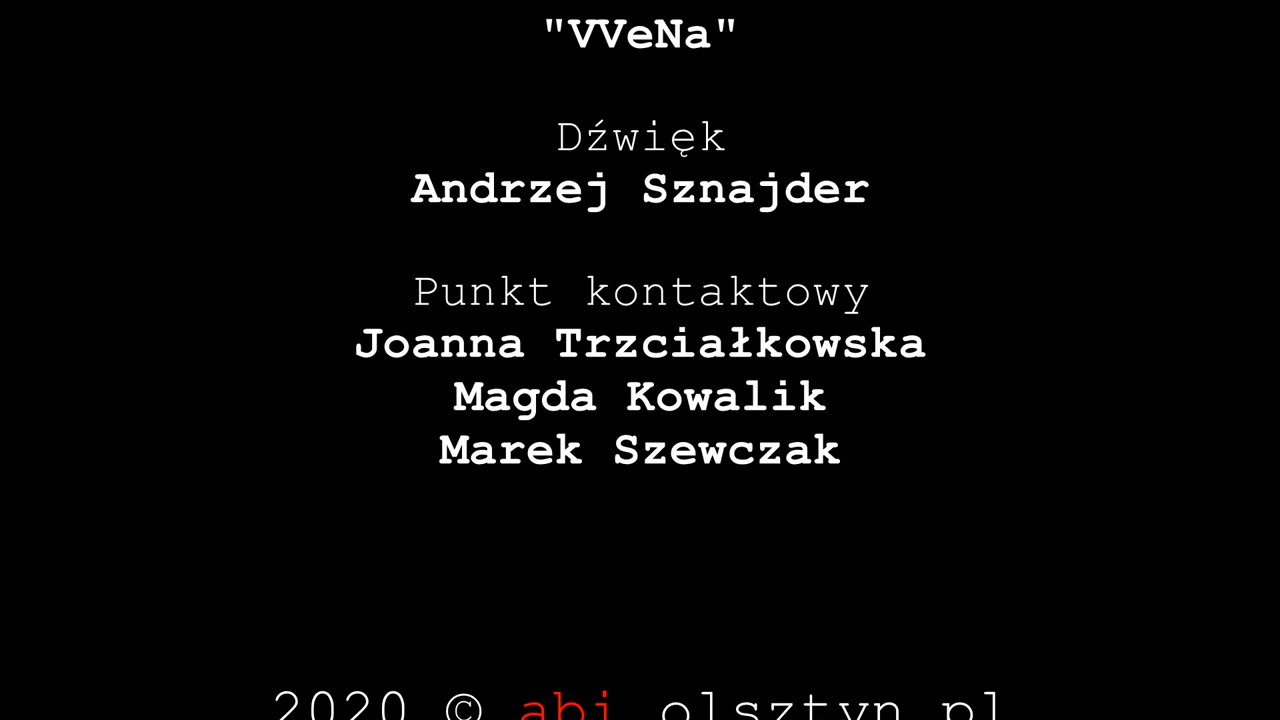 "VVeNa"
Dźwięk
Andrzej Sznajder
Punkt kontaktowy
Joanna Trzciałkowska
Magda Kowalik
Marek Szewczak
2020 © abi.olsztyn.pl